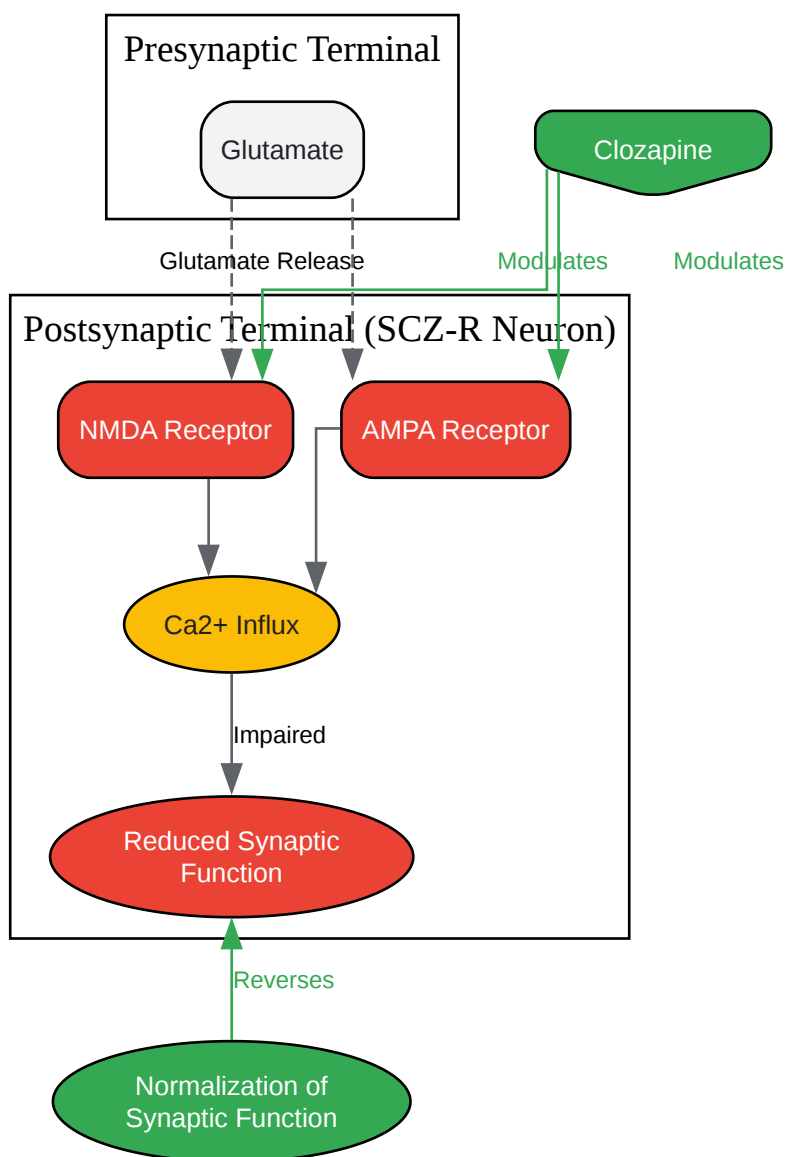 Presynaptic Terminal
Glutamate
Clozapine
Glutamate Release
Modulates
Modulates
Postsynaptic Terminal (SCZ-R Neuron)
NMDA Receptor
AMPA Receptor
Ca2+ Influx
Impaired
Reduced Synaptic
Function
Reverses
Normalization of
Synaptic Function